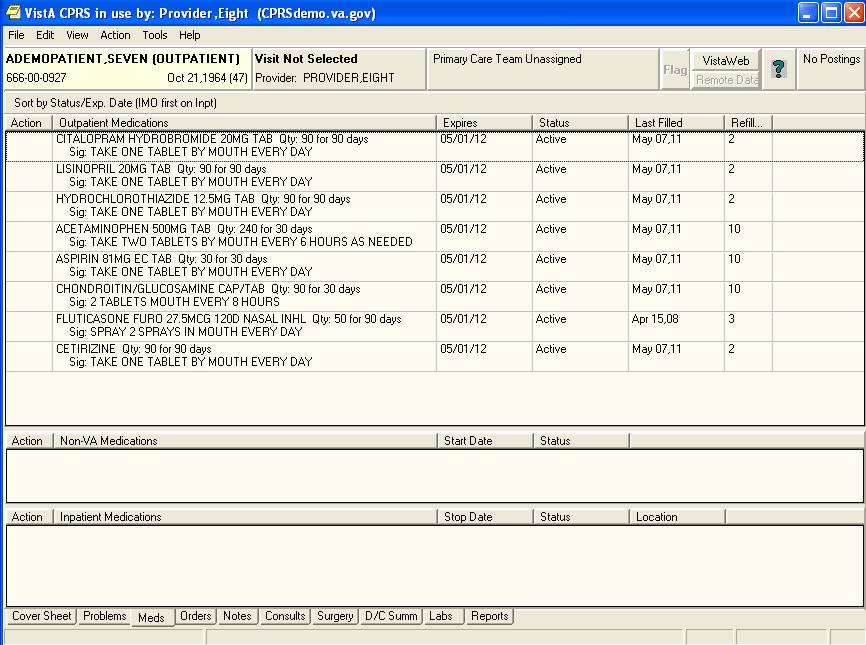 VistA CPRS in use by: Provider,Eight (CPRSdemo.va.gov)
File Edit View Action Tools Help
ADEMOPATIENT,SEVEN (OUTPATIENT) Visit Not Selected Primary Care Team Unassigned Flag VistaWeb ? No Postings
666-00-0927 Oct 21,1964 (47) Provider: PROVIDER,EIGHT Remote Data
Sort by Status/Exp. Date (IMO first on Inpt)
Action Outpatient Medications Expires Status Last Filled Refill...
CITALOPRAM HYDROBROMIDE 20MG TAB Qty: 90 for 90 days 05/01/12 Active May 07,11 2
Sig: TAKE ONE TABLET BY MOUTH EVERY DAY
LISINOPRIL 20MG TAB Qty: 90 for 90 days 05/01/12 Active May 07,11 2
Sig: TAKE ONE TABLET BY MOUTH EVERY DAY
HYDROCHLOROTHIAZIDE 12.5MG TAB Qty: 90 for 90 days 05/01/12 Active May 07,11 2
Sig: TAKE ONE TABLET BY MOUTH EVERY DAY
ACETAMINOPHEN 500MG TAB Qty: 240 for 30 days 05/01/12 Active May 07,11 10
Sig: TAKE TWO TABLETS BY MOUTH EVERY 6 HOURS AS NEEDED
ASPIRIN 81MG EC TAB Qty: 30 for 30 days 05/01/12 Active May 07,11 10
Sig: TAKE ONE TABLET BY MOUTH EVERY DAY
CHONDROITIN/GLUCOSAMINE CAP/TAB Qty: 90 for 30 days 05/01/12 Active May 07,11 10
Sig: 2 TABLETS MOUTH EVERY 8 HOURS
FLUTICASONE FURO 27.5MCG 120D NASAL INHL Qty: 50 for 90 days 05/01/12 Active Apr 15,08 3
Sig: SPRAY 2 SPRAYS IN MOUTH EVERY DAY
CETIRIZINE Qty: 90 for 90 days 05/01/12 Active May 07,11 2
Sig: TAKE ONE TABLET BY MOUTH EVERY DAY
Action Non-VA Medications Start Date Status
Action Inpatient Medications Stop Date Status Location
Cover Sheet Problems Meds Orders Notes Consults Surgery D/C Summ Labs Reports